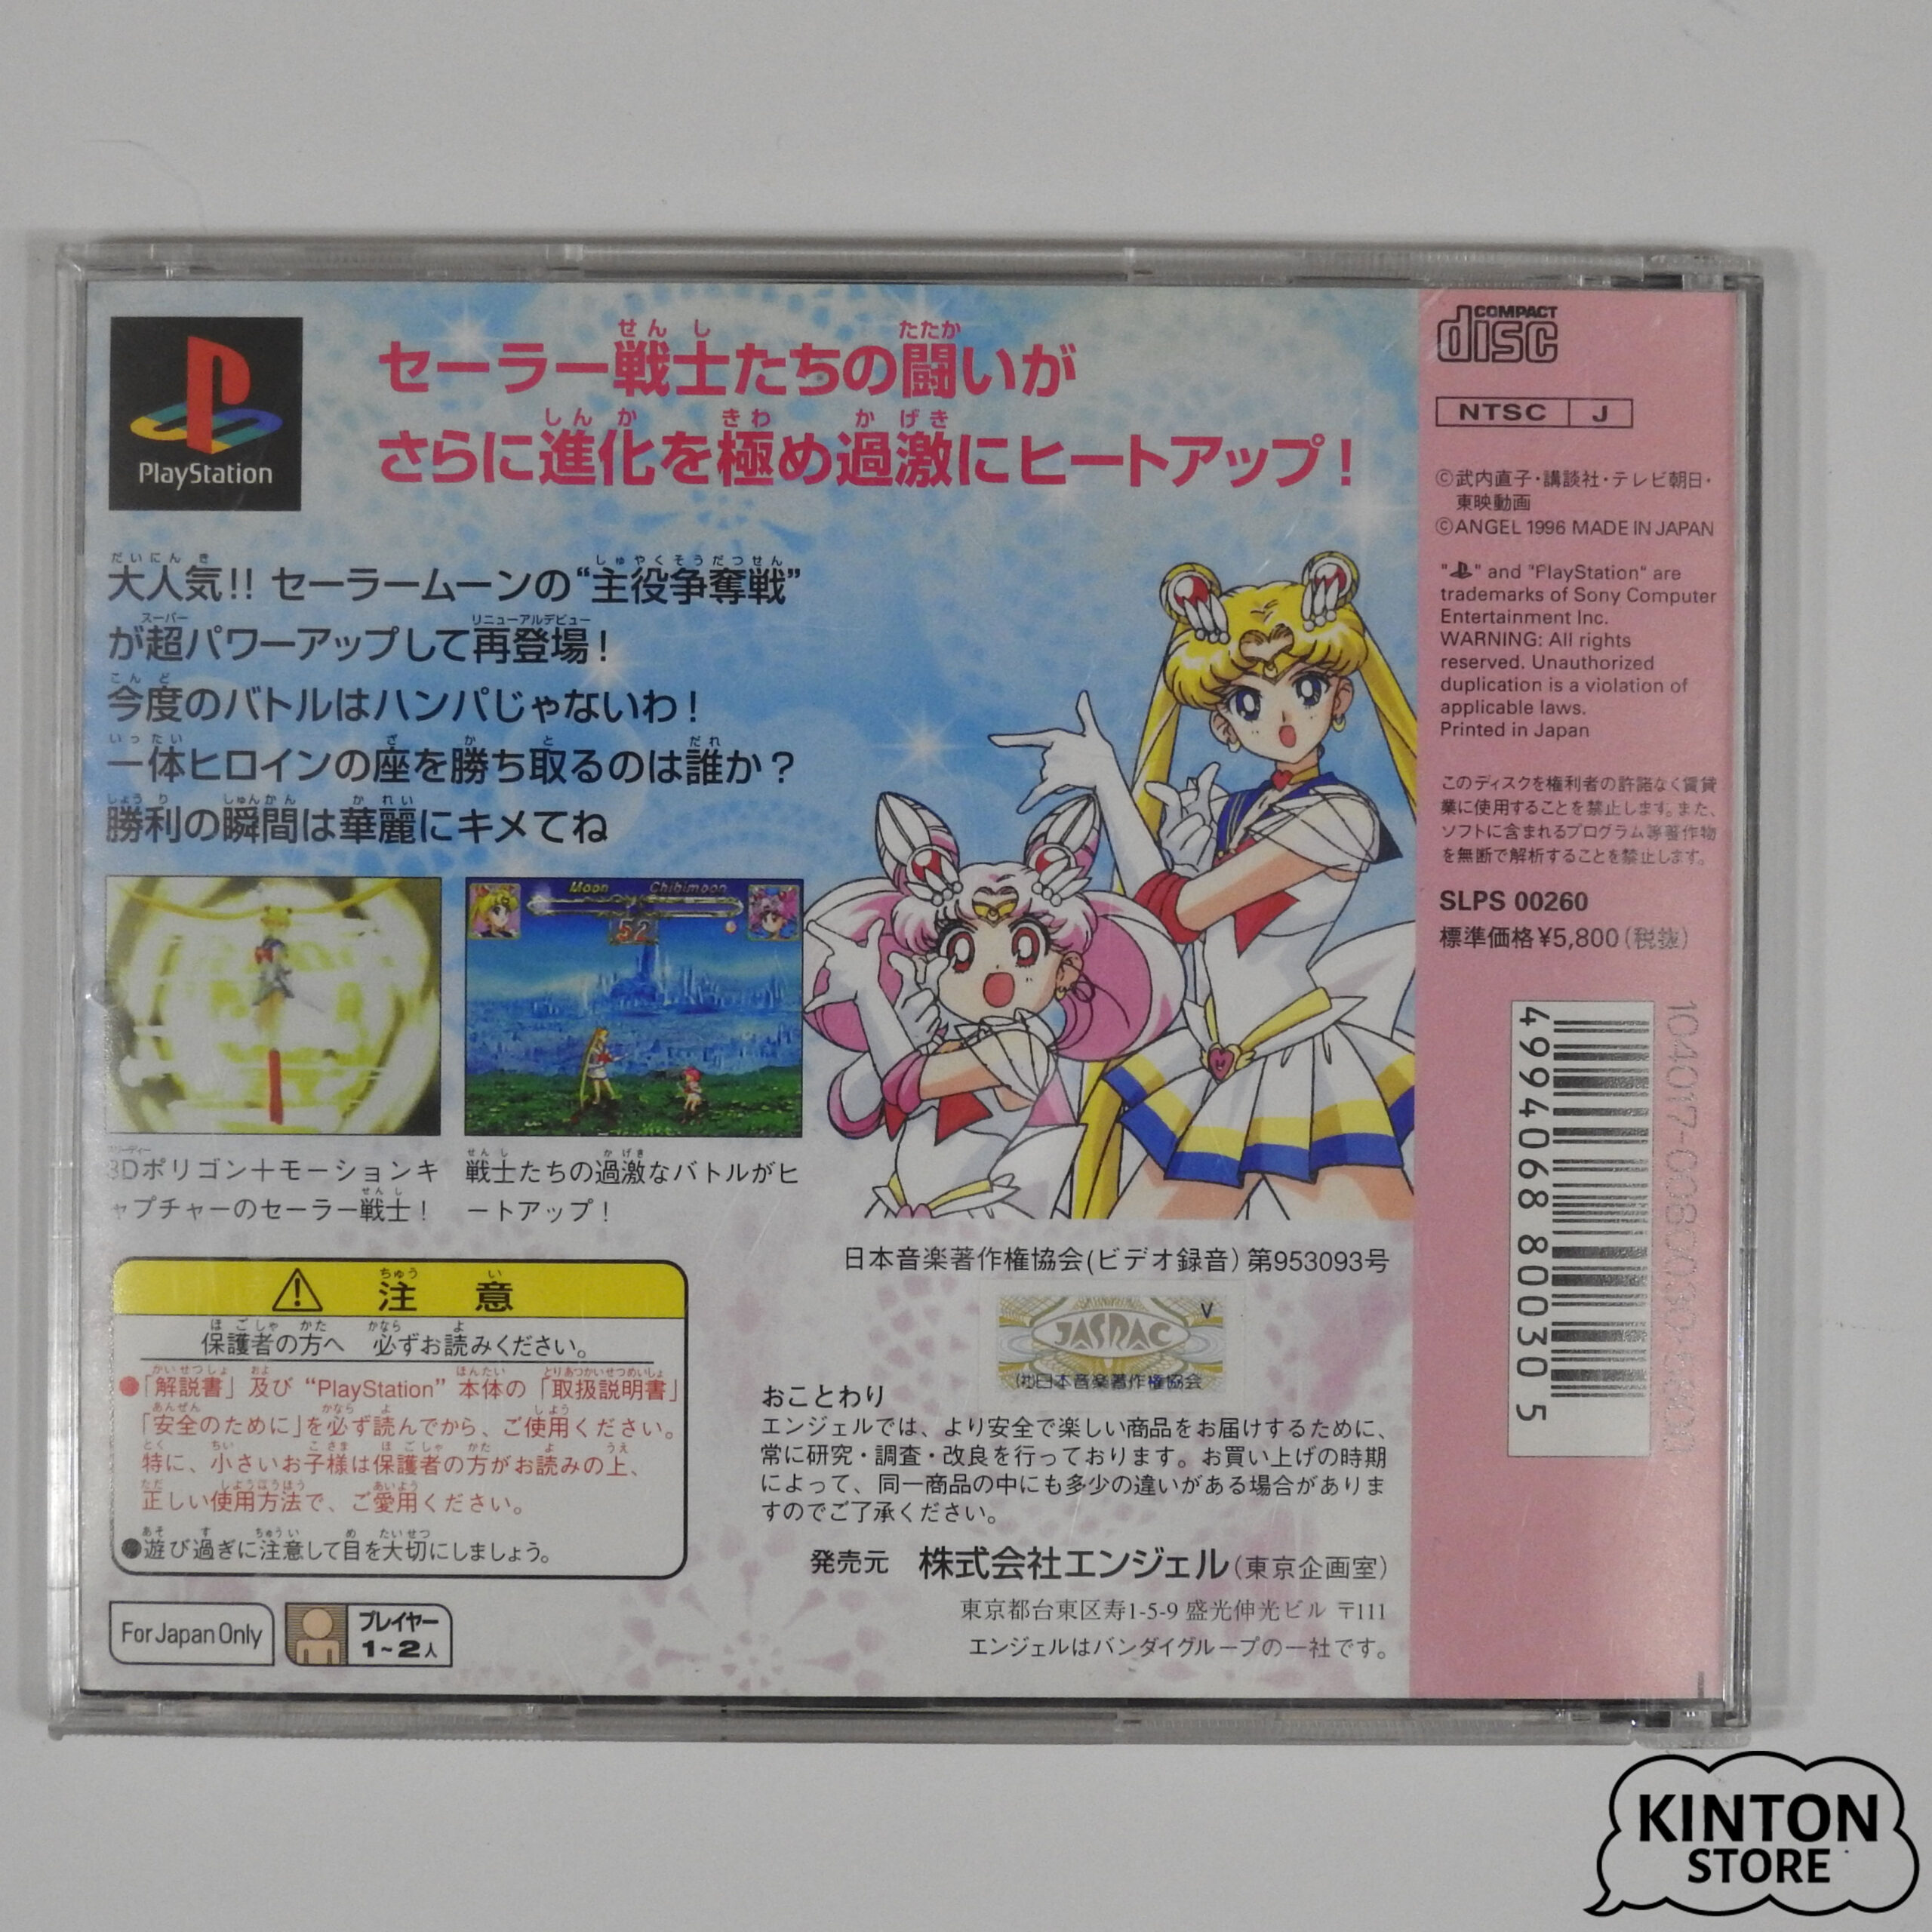 PlayStation
セーラー戦士たちの闘いが
さらに進化を極め過激にヒートアップ！
大人気!! セーラームーンの“主役争奪戦”
が超パワーアップして再登場！
今度のバトルはハンパじゃないわ！
一体ヒロインの座を勝ち取るのは誰か？
勝利の瞬間は華麗にキメてね
Moon Chibimoon
52
3Dポリゴン＋モーションキ
ャプチャーのセーラー戦士！
戦士たちの過激なバトルがヒ
ートアップ！
注意
保護者の方へ 必ずお読みください。
●「解説書」及び “PlayStation” 本体の「取扱説明書」
「安全のために」を必ず読んでから、ご使用ください。
特に、小さいお子様は保護者の方がお読みの上、
正しい使用方法で、ご愛用ください。
●遊び過ぎに注意して目を大切にしましょう。
For Japan Only
プレイヤー
1~2人
日本音楽著作権協会(ビデオ録音)第953093号
V
JASRAC
(社)日本音楽著作権協会
おことわり
エンジェルでは、より安全で楽しい商品をお届けするために、
常に研究・調査・改良を行っております。お買い上げの時期
によって、同一商品の中にも多少の違いがある場合がありま
すのでご了承ください。
発売元 株式会社エンジェル(東京企画室)
東京都台東区寿1-5-9 盛光伸光ビル 〒111
エンジェルはバンダイグループの一社です。
COMPACT
disc
NTSC J
©武内直子・講談社・テレビ朝日・
東映動画
©ANGEL 1996 MADE IN JAPAN
" " and "PlayStation" are
trademarks of Sony Computer
Entertainment Inc.
WARNING: All rights
reserved. Unauthorized
duplication is a violation of
applicable laws.
Printed in Japan
このディスクを権利者の許諾なく賃貸
業に使用することを禁止します。また、
ソフトに含まれるプログラム等著作物
を無断で解析することを禁止します。
SLPS 00260
標準価格¥5,800(税抜)
4 994068 800305
KINTON
STORE